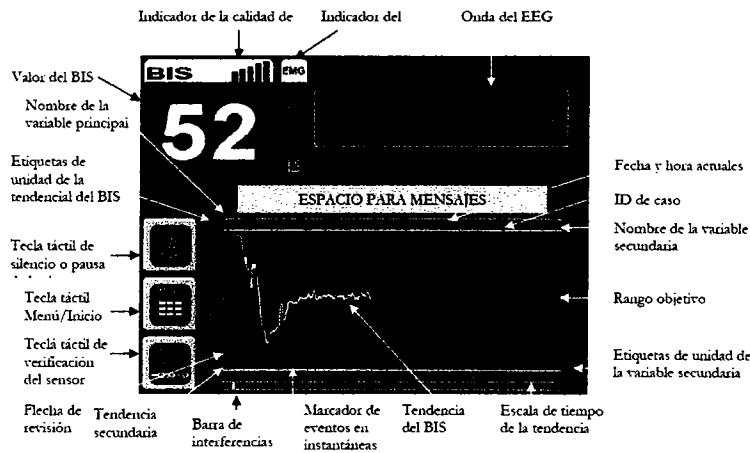 Indicador de la calidad de
Indicador del
Onda del EEG
BIS
EMG
Valor del BIS
52
Nombre de la
variable principal
Etiquetas de
unidad de la
tendencial del BIS
Fecha y hora actuales
ESPACIO PARA MENSAJES
ID de caso
Nombre de la variable
secundaria
Tecla táctil de
silencio o pausa
Tecla táctil
Menú/Inicio
Rango objetivo
Tecla táctil de
verificación
del sensor
Etiquetas de unidad de
la variable secundaria
Flecha de
revisión
Tendencia
secundaria
Barra de
interferencias
Marcador de
eventos en
instantáneas
Tendencia
del BIS
Escala de tiempo
de la tendencia